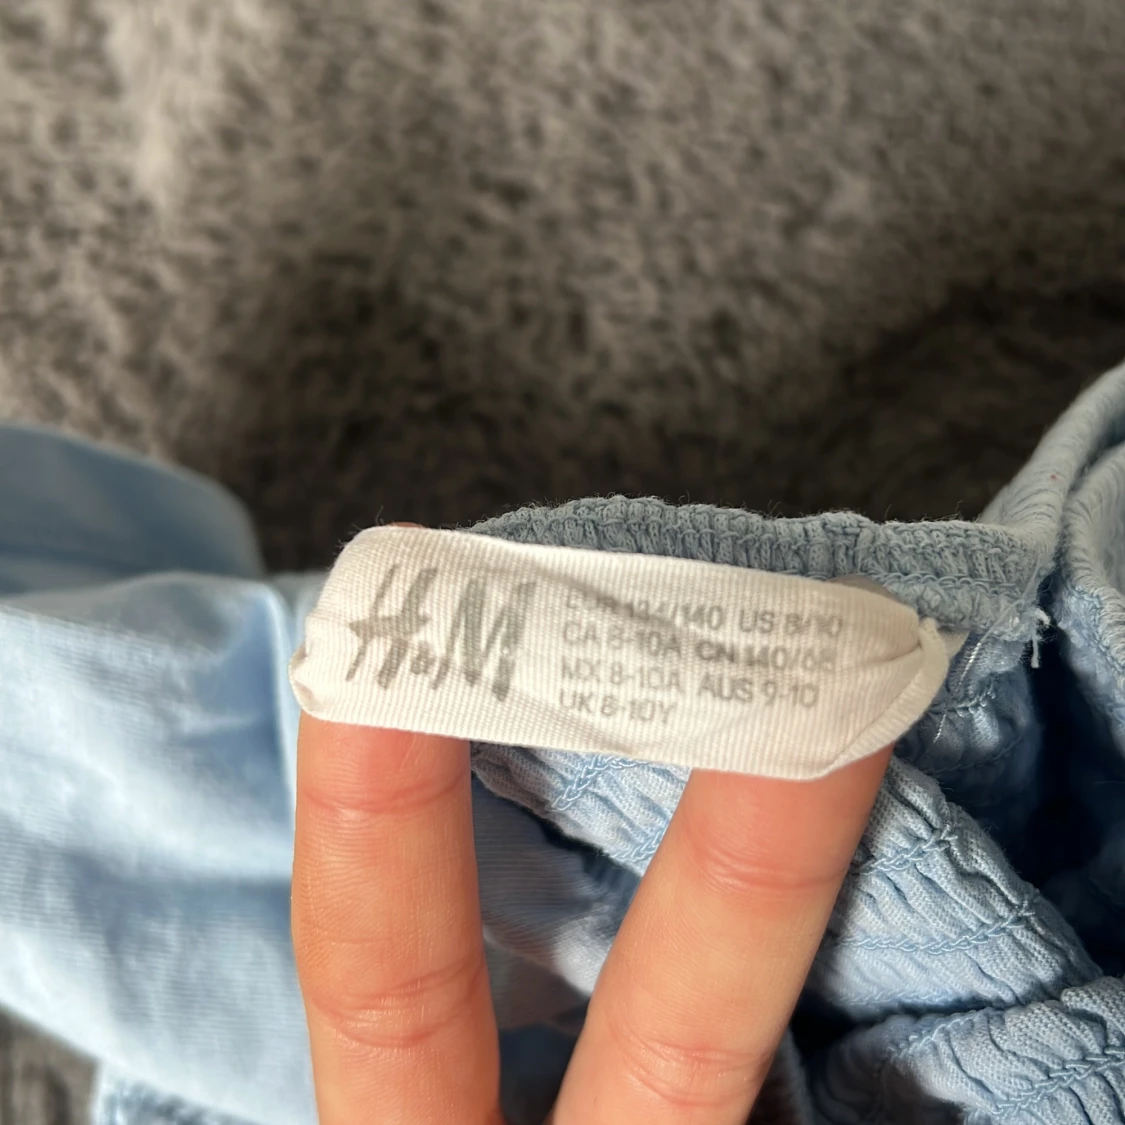 H&M
EUR 134/140 US 8/10
CA 8-10A CN 140/68
MX 8-10A AUS 9-10
UK 8-10Y